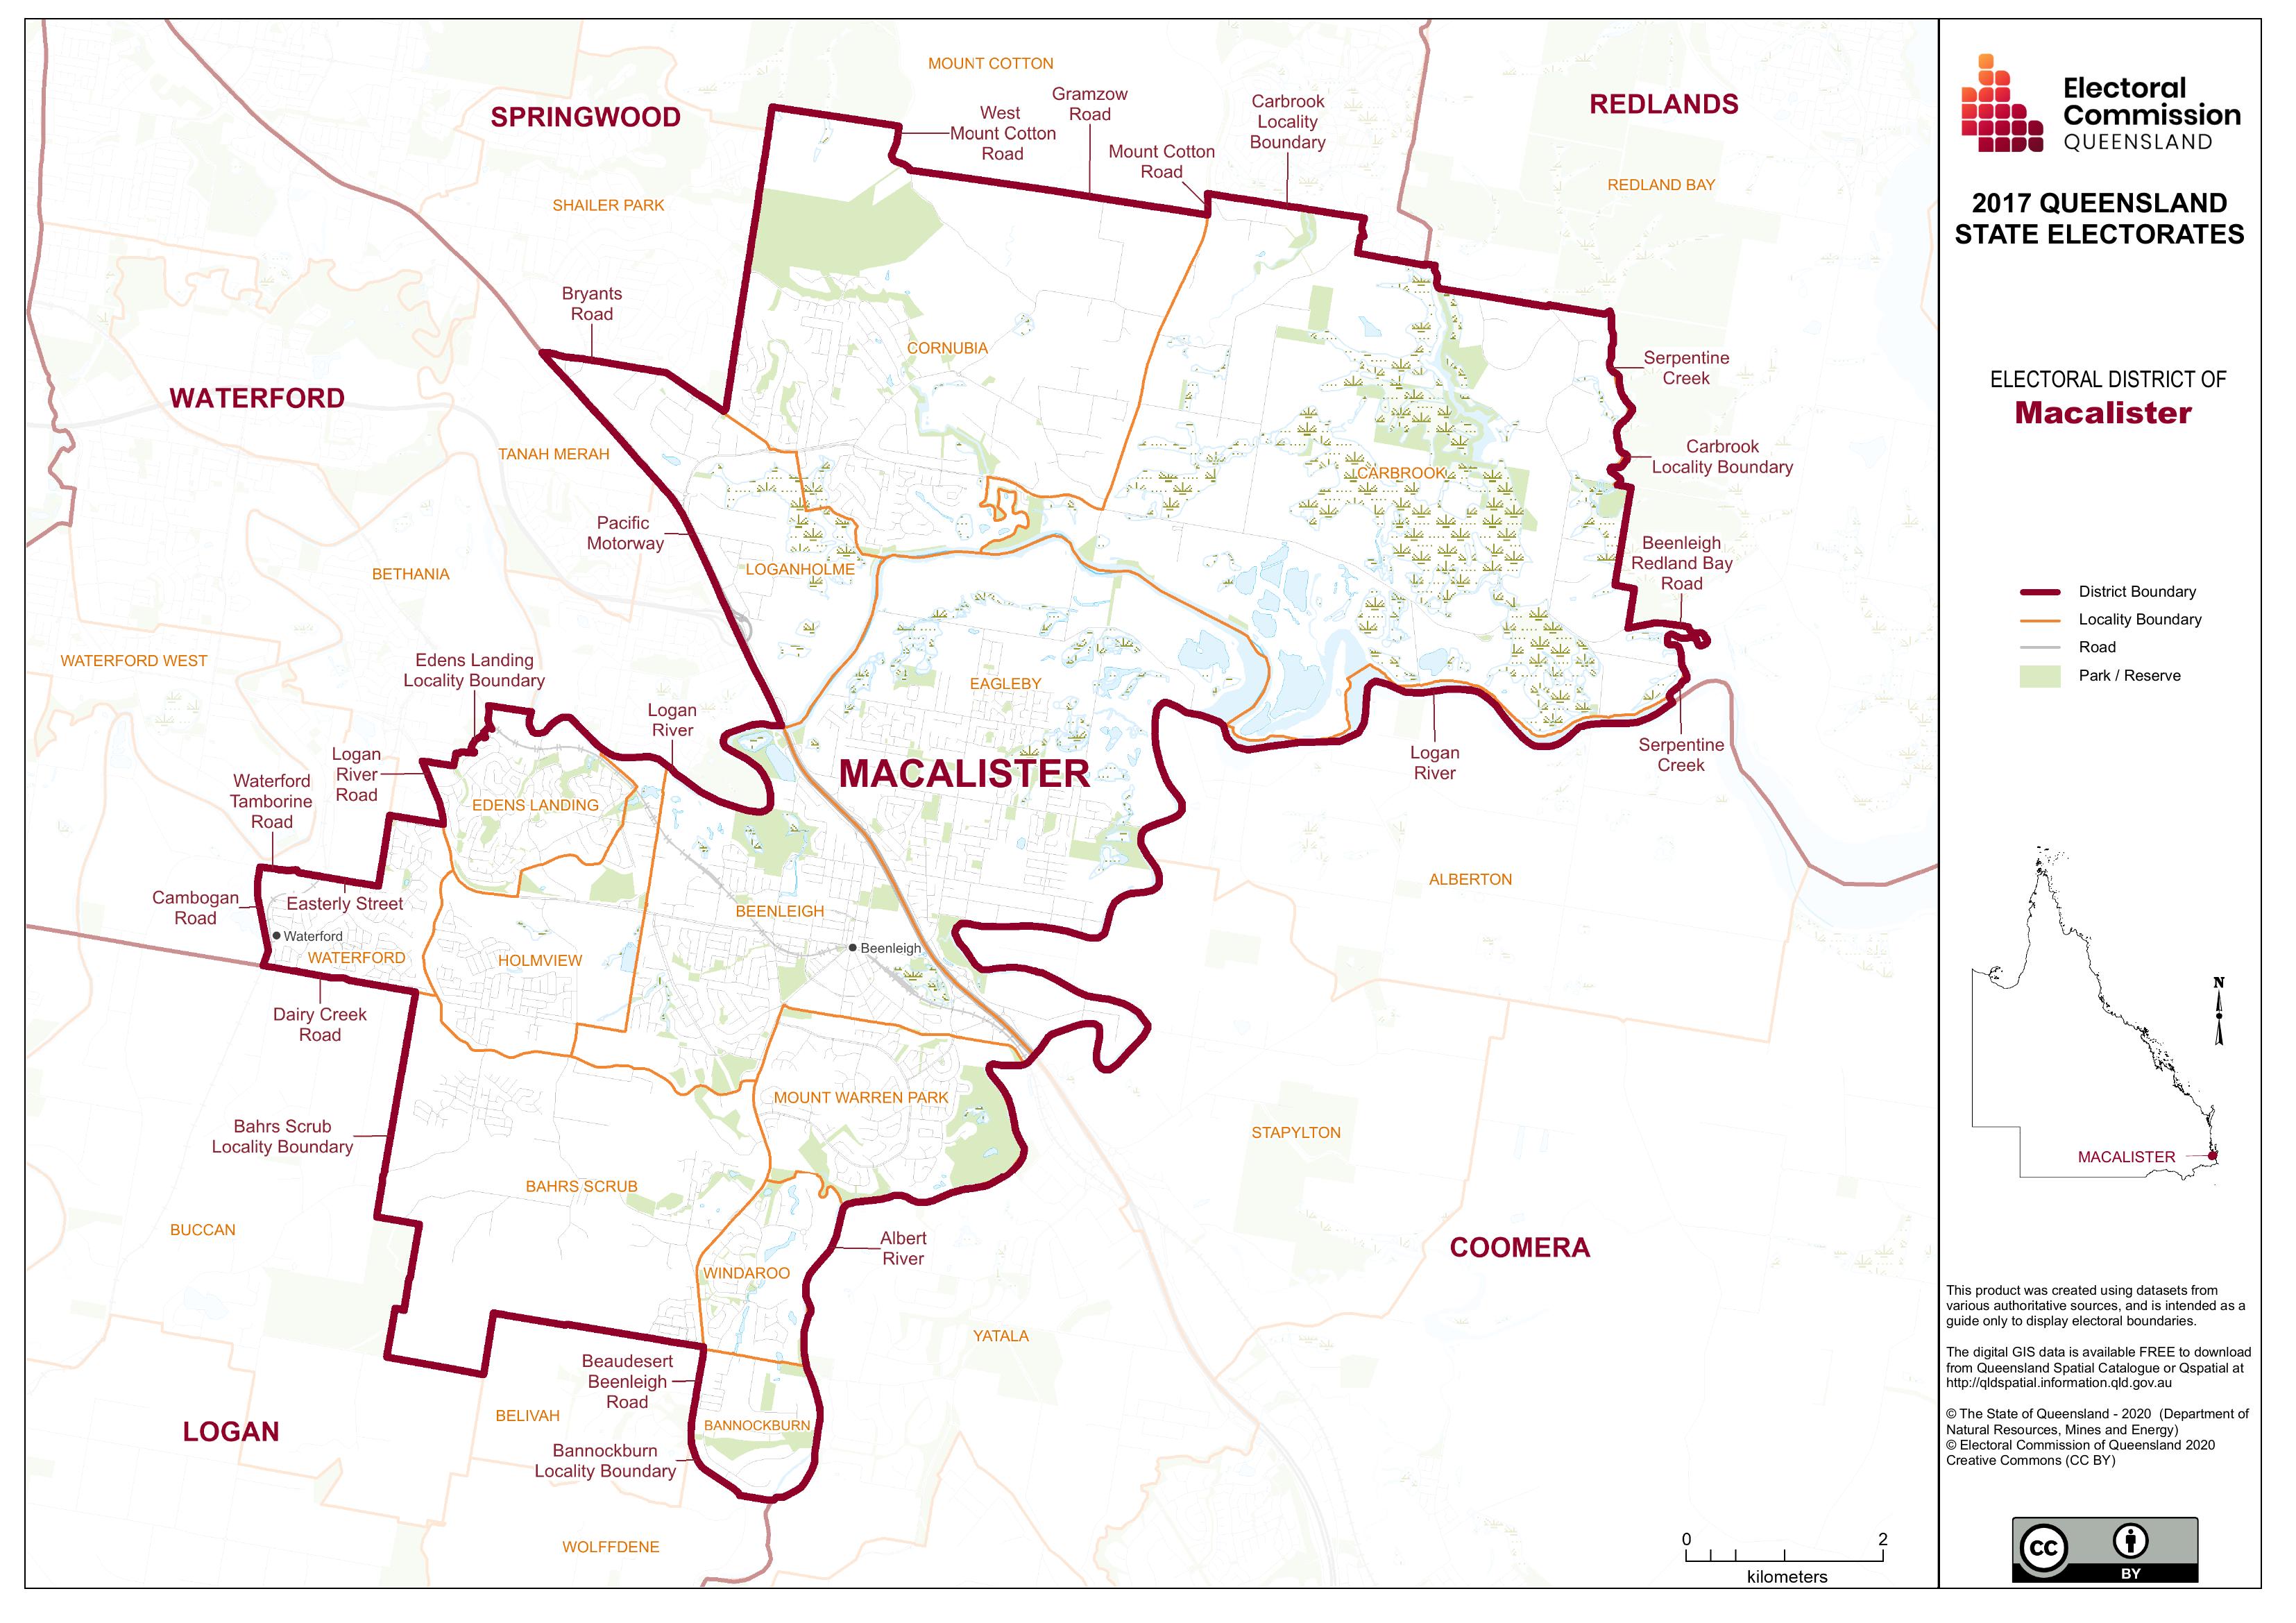 MOUNT COTTON
SPRINGWOOD
West
Mount Cotton
Road
Gramzow
Road
Mount Cotton
Road
Carbrook
Locality
Boundary
REDLANDS
SHAILER PARK
REDLAND BAY
Bryants
Road
CORNUBIA
Serpentine
Creek
WATERFORD
TANAH MERAH
CARBROOK
Carbrook
Locality Boundary
Pacific
Motorway
BETHANIA
LOGANHOLME
Beenleigh
Redland Bay
Road
WATERFORD WEST
Edens Landing
Locality Boundary
EAGLEBY
Logan
River
Logan
River
Road
Logan
River
Serpentine
Creek
MACALISTER
Waterford
Tamborine
Road
EDENS LANDING
ALBERTON
Cambogan
Road
Easterly Street
BEENLEIGH
Waterford
Beenleigh
WATERFORD
HOLMVIEW
Dairy Creek
Road
MOUNT WARREN PARK
Bahrs Scrub
Locality Boundary
STAPYLTON
BAHRS SCRUB
BUCCAN
Albert
River
COOMERA
WINDAROO
YATALA
Beaudesert
Beenleigh
Road
BELIVAH
BANNOCKBURN
LOGAN
Bannockburn
Locality Boundary
WOLFFDENE
0 2
kilometers
Electoral
Commission
QUEENSLAND
2017 QUEENSLAND
STATE ELECTORATES
ELECTORAL DISTRICT OF
Macalister
District Boundary
Locality Boundary
Road
Park / Reserve
N
MACALISTER
This product was created using datasets from
various authoritative sources, and is intended as a
guide only to display electoral boundaries.
The digital GIS data is available FREE to download
from Queensland Spatial Catalogue or Qspatial at
http://qldspatial.information.qld.gov.au
© The State of Queensland - 2020 (Department of
Natural Resources, Mines and Energy)
© Electoral Commission of Queensland 2020
Creative Commons (CC BY)
CC
BY